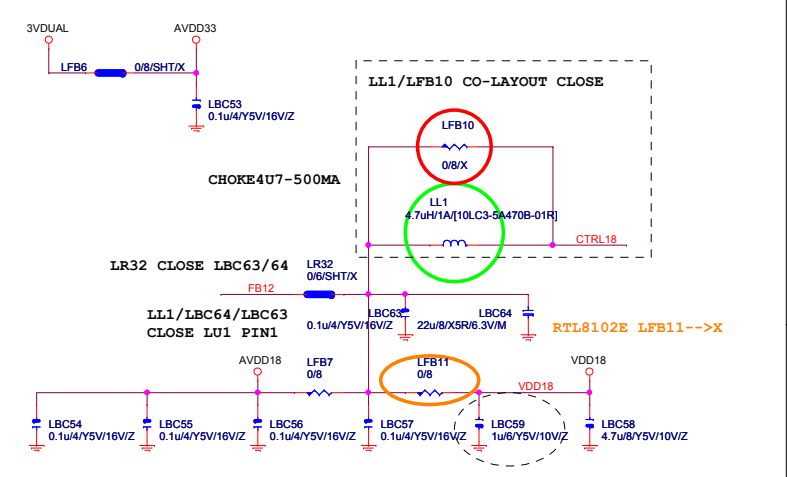 3VDUAL
AVDD33
LFB6
0/8/SHT/X
LBC53
0.1u/4/Y5V/16V/Z
LL1/LFB10 CO-LAYOUT CLOSE
LFB10
0/8/X
CHOKE4U7-500MA
LL1
4.7uH/1A/[10LC3-5A470B-01R]
CTRL18
LR32 CLOSE LBC63/64
LR32
0/6/SHT/X
FB12
LL1/LBC64/LBC63
CLOSE LU1 PIN1
LBC63
0.1u/4/Y5V/16V/Z
LBC64
22u/8/X5R/6.3V/M
RTL8102E LFB11-->X
AVDD18
LFB7
0/8
LFB11
0/8
VDD18
VDD18
LBC54
0.1u/4/Y5V/16V/Z
LBC55
0.1u/4/Y5V/16V/Z
LBC56
0.1u/4/Y5V/16V/Z
LBC57
0.1u/4/Y5V/16V/Z
LBC59
1u/6/Y5V/10V/Z
LBC58
4.7u/8/Y5V/10V/Z